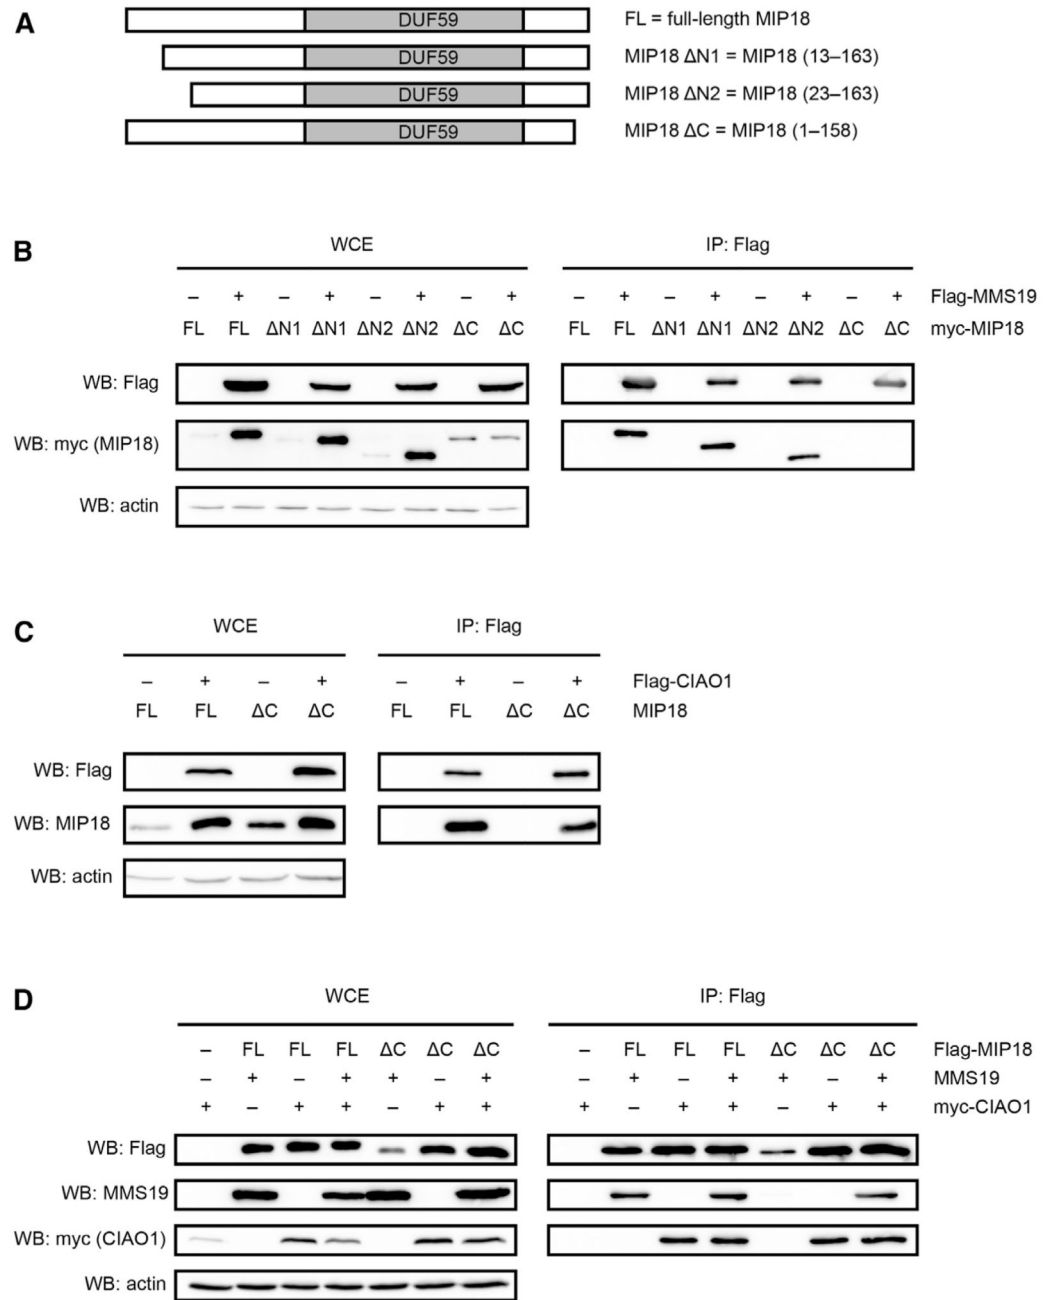 A
DUF59 FL = full-length MIP18
DUF59 MIP18 ΔN1 = MIP18 (13–163)
DUF59 MIP18 ΔN2 = MIP18 (23–163)
DUF59 MIP18 ΔC = MIP18 (1–158)
B
WCE IP: Flag
– + – + – + – + – + – + – + – + Flag-MMS19
FL FL ΔN1 ΔN1 ΔN2 ΔN2 ΔC ΔC FL FL ΔN1 ΔN1 ΔN2 ΔN2 ΔC ΔC myc-MIP18
WB: Flag
WB: myc (MIP18)
WB: actin
C
WCE IP: Flag
– + – + – + – + Flag-CIAO1
FL FL ΔC ΔC FL FL ΔC ΔC MIP18
WB: Flag
WB: MIP18
WB: actin
D
WCE IP: Flag
– FL FL FL ΔC ΔC ΔC – FL FL FL ΔC ΔC ΔC Flag-MIP18
– + – + + – + – + – + + – + MMS19
+ – + + – + + + – + + – + + myc-CIAO1
WB: Flag
WB: MMS19
WB: myc (CIAO1)
WB: actin